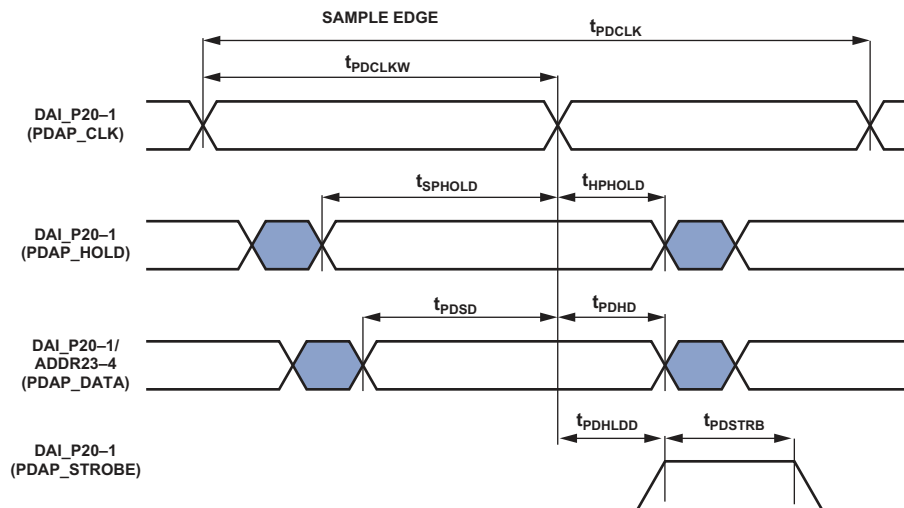 SAMPLE EDGE
tPDCLK
tPDCLKW
DAI_P20–1
(PDAP_CLK)
tSPHOLD
tHPHOLD
DAI_P20–1
(PDAP_HOLD)
tPDSD
tPDHD
DAI_P20–1/
ADDR23–4
(PDAP_DATA)
tPDHLDD
tPDSTRB
DAI_P20–1
(PDAP_STROBE)